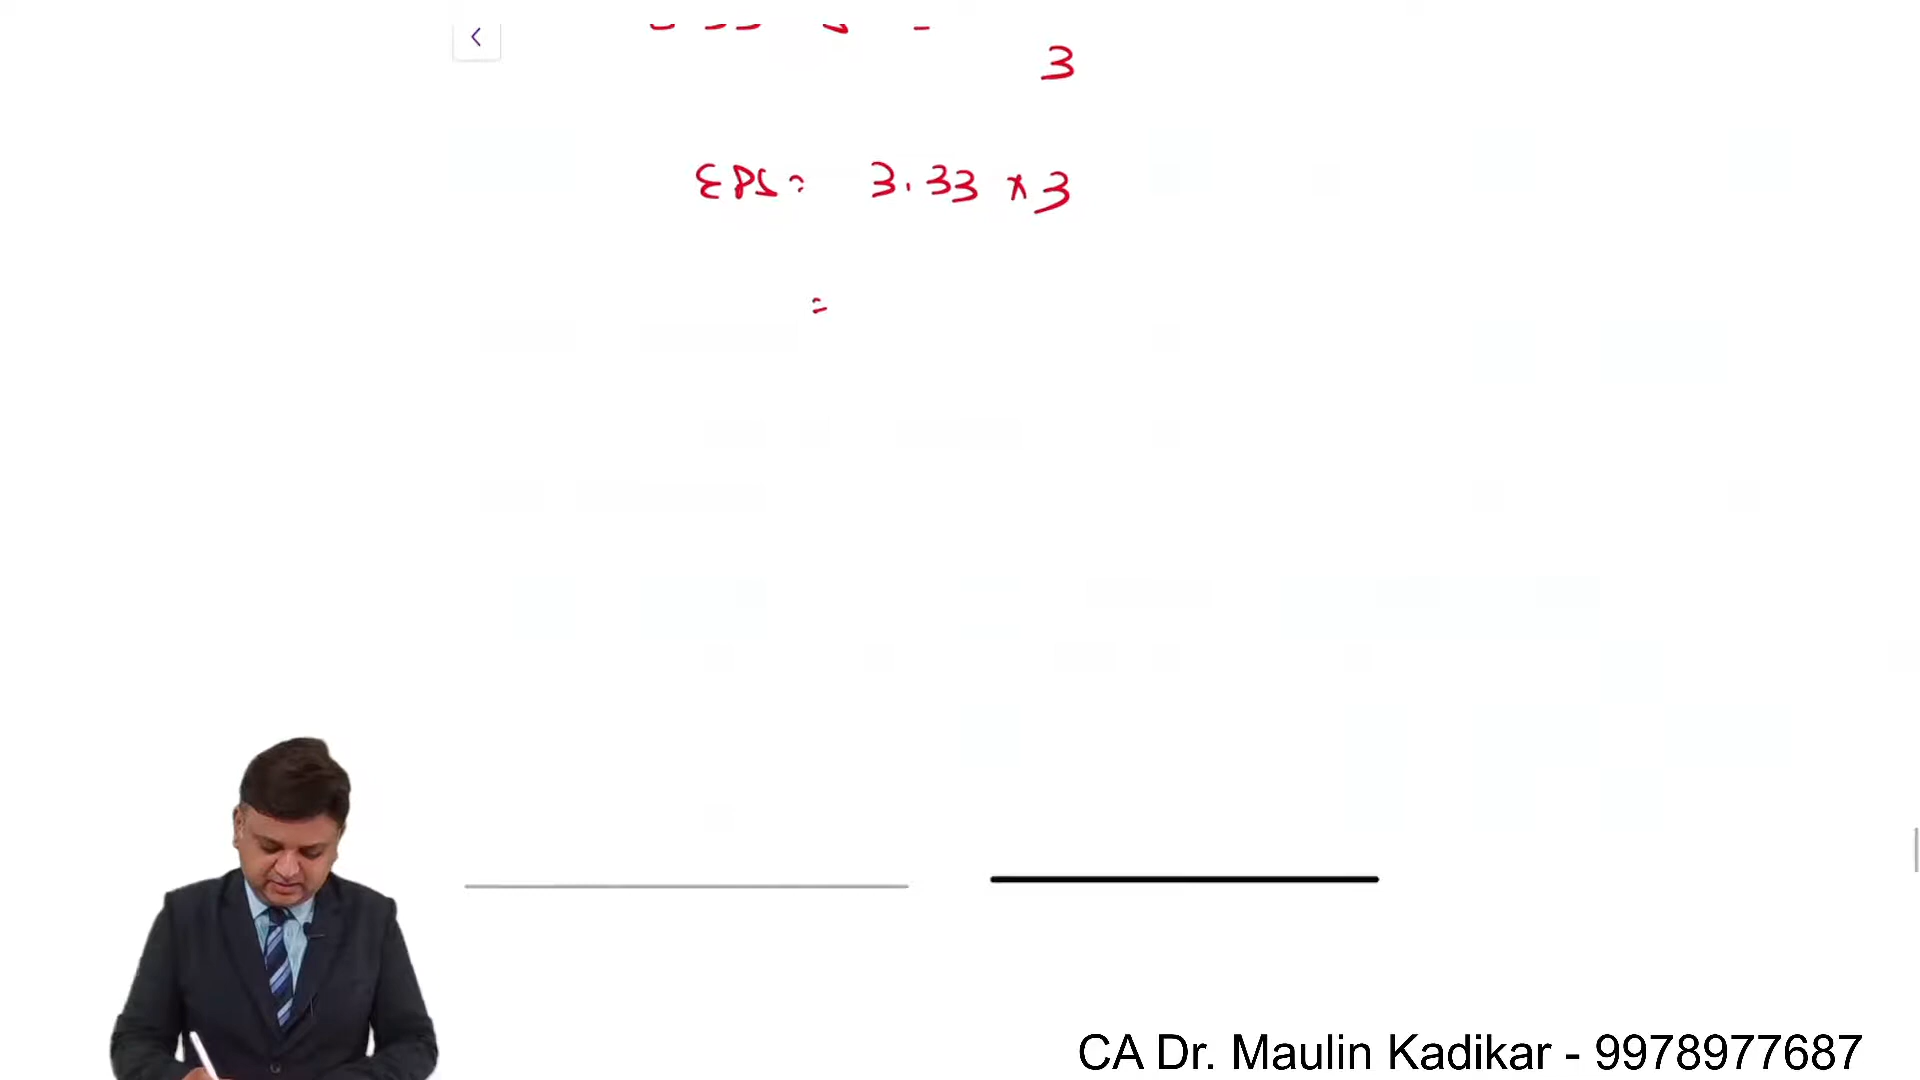 3
EPS = 3.33 × 3
=
CA Dr. Maulin Kadikar - 9978977687